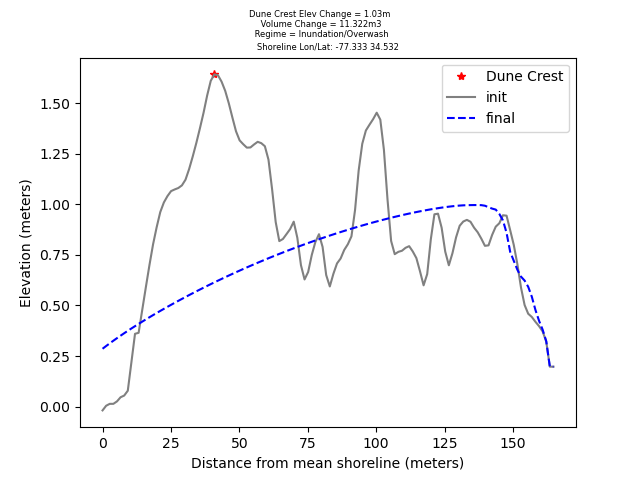 Dune Crest Elev Change = 1.03m
Volume Change = 11.322m3
Regime = Inundation/Overwash
Shoreline Lon/Lat: -77.333 34.532
Dune Crest
init
final
Elevation (meters)
1.50
1.25
1.00
0.75
0.50
0.25
0.00
0 25 50 75 100 125 150
Distance from mean shoreline (meters)